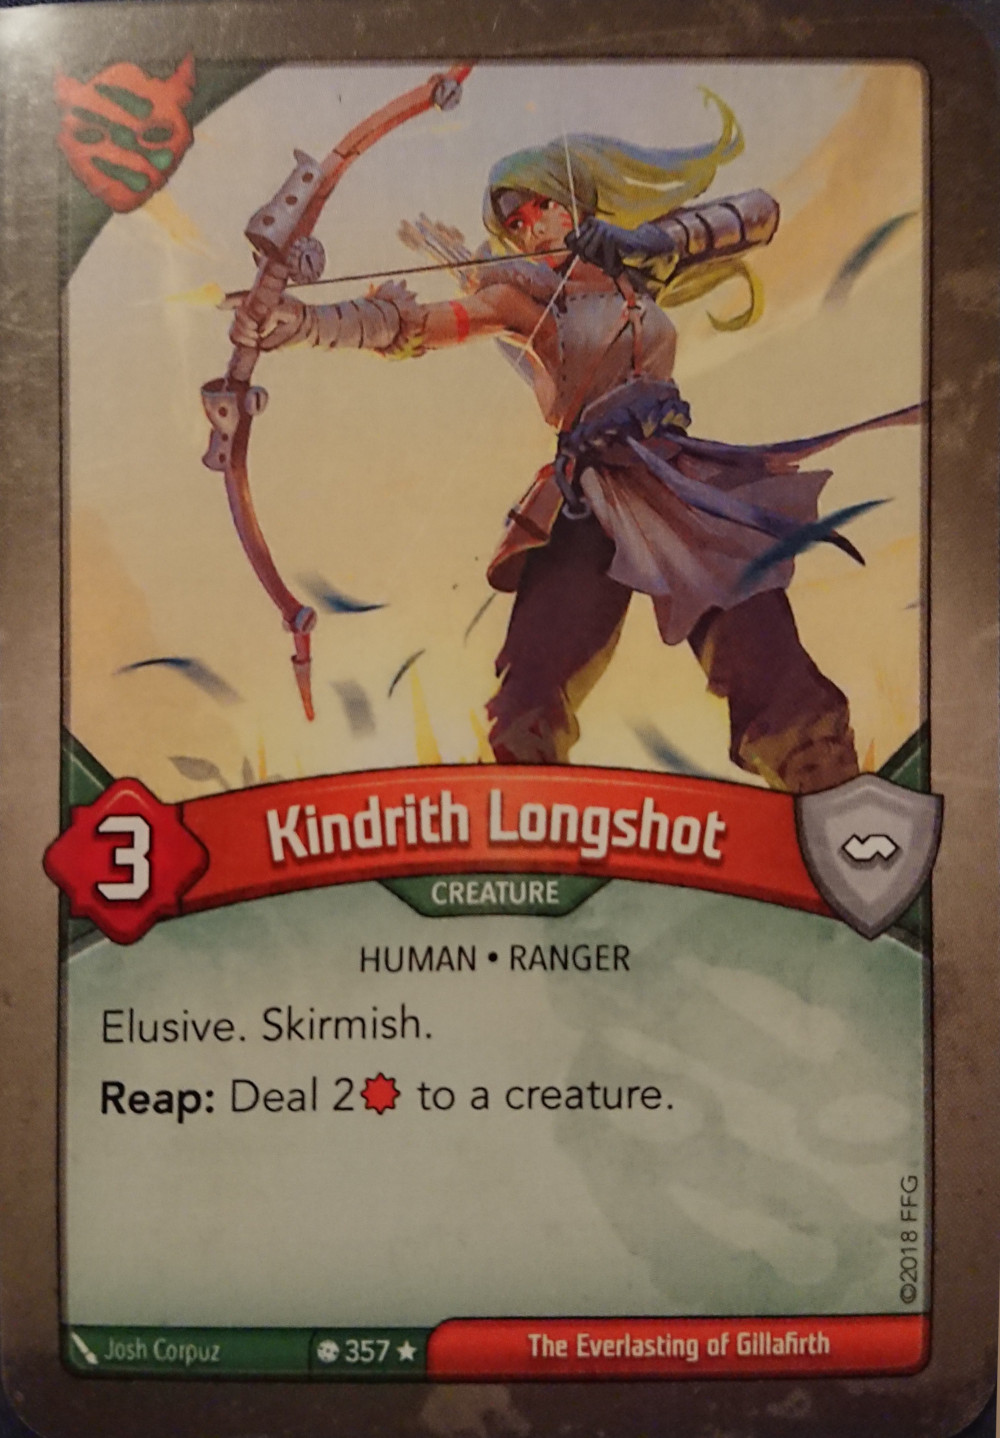 3
Kindrith Longshot
CREATURE
HUMAN • RANGER
Elusive. Skirmish.
Reap: Deal 2 to a creature.
©2018 FFG
Josh Corpuz
357
The Everlasting of Gillafirth